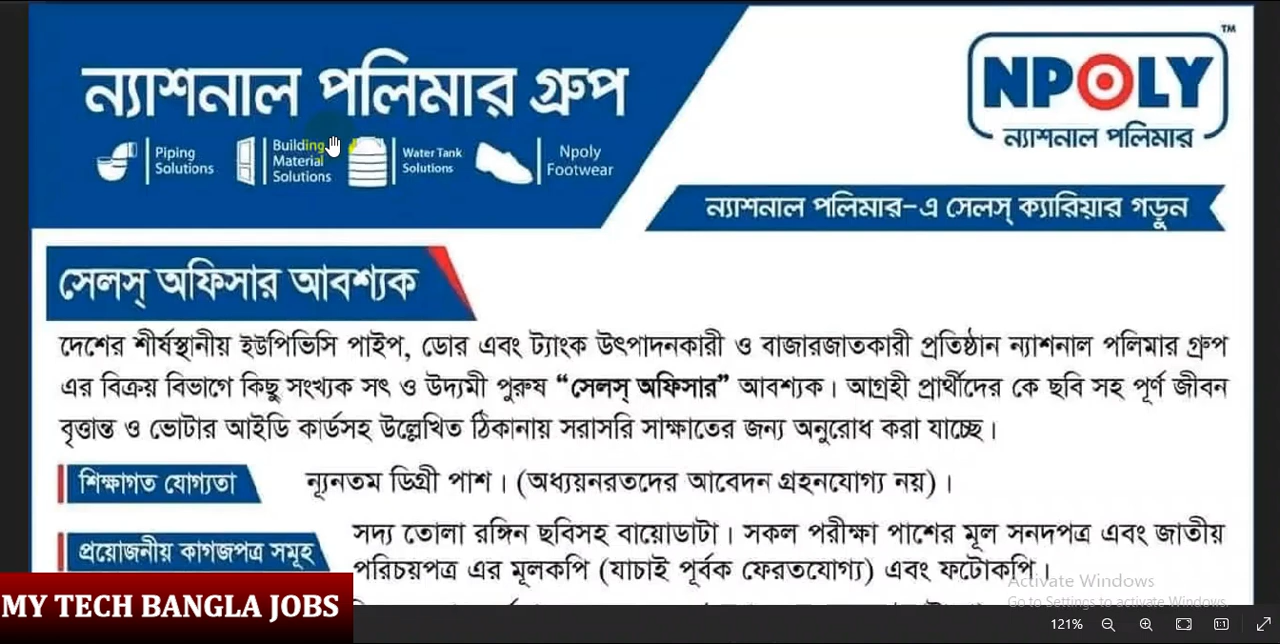 ন্যাশনাল পলিমার গ্রুপ
Piping
Solutions
Building
Material
Solutions
Water Tank
Solutions
Npoly
Footwear
NPOLY
TM
ন্যাশনাল পলিমার
ন্যাশনাল পলিমার-এ সেলস্ ক্যারিয়ার গড়ুন
সেলস্ অফিসার আবশ্যক
দেশের শীর্ষস্থানীয় ইউপিভিসি পাইপ, ডোর এবং ট্যাংক উৎপাদনকারী ও বাজারজাতকারী প্রতিষ্ঠান ন্যাশনাল পলিমার গ্রুপ
এর বিক্রয় বিভাগে কিছু সংখ্যক সৎ ও উদ্যমী পুরুষ “সেলস্ অফিসার” আবশ্যক। আগ্রহী প্রার্থীদের কে ছবি সহ পূর্ণ জীবন
বৃত্তান্ত ও ভোটার আইডি কার্ডসহ উল্লেখিত ঠিকানায় সরাসরি সাক্ষাতের জন্য অনুরোধ করা যাচ্ছে।
শিক্ষাগত যোগ্যতা
ন্যূনতম ডিগ্রী পাশ। (অধ্যয়নরতদের আবেদন গ্রহনযোগ্য নয়)।
প্রয়োজনীয় কাগজপত্র সমূহ
সদ্য তোলা রঙ্গিন ছবিসহ বায়োডাটা। সকল পরীক্ষা পাশের মূল সনদপত্র এবং জাতীয়
পরিচয়পত্র এর মূলকপি (যাচাই পূর্বক ফেরতযোগ্য) এবং ফটোকপি।
Activate Windows
Go to Settings to activate Windows.
MY TECH BANGLA JOBS
121%
1:1